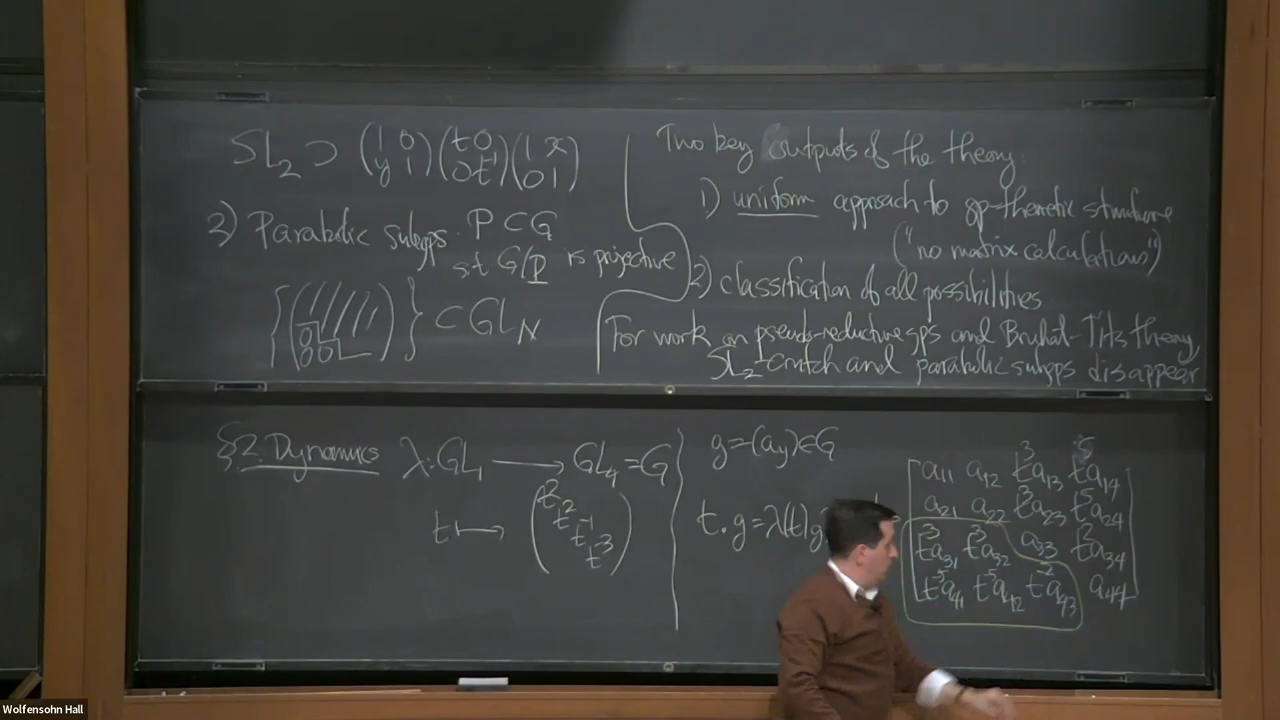 SL₂ ⊃ (1 0 / y 1)(t 0 / 0 t⁻¹)(1 x / 0 1)
2) Parabolic subgps. P ⊂ G
s.t. G/P is projective
⊂ GL_N
Two key outputs of the theory:
1) uniform approach to gp-theoretic structure
("no matrix calculations")
2) classification of all possibilities
For work on pseudo-reductive gps and Bruhat-Tits theory,
SL₂-crutch and parabolic subgps disappear
§2. Dynamics λ: GL₁ → GL₄ = G
t ↦ (t² t² t⁻¹ t⁻³)
g = (a_ij) ∈ G
t.g = λ(t)g
a₁₁ a₁₂ t³a₁₃ t⁵a₁₄
a₂₁ a₂₂ t³a₂₃ t⁵a₂₄
t⁻³a₃₁ t⁻³a₃₂ a₃₃ t²a₃₄
t⁻⁵a₄₁ t⁻⁵a₄₂ t⁻²a₄₃ a₄₄
Wolfensohn Hall